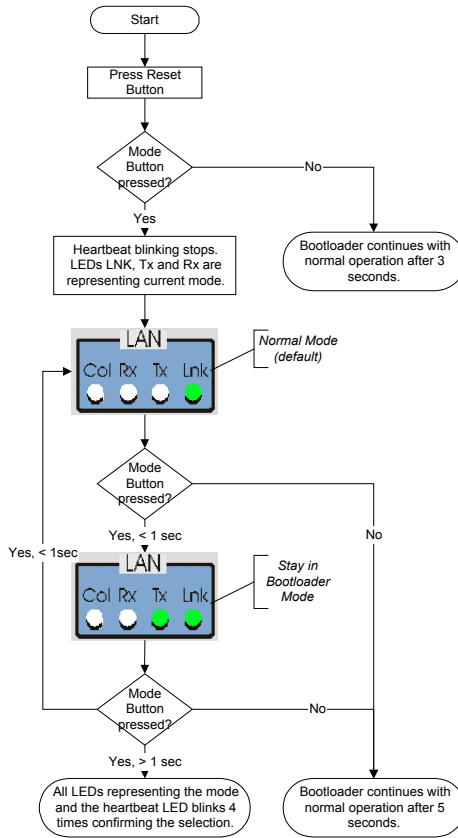 Start
Press Reset
Button
Mode
Button
pressed?
No
Yes
Heartbeat blinking stops.
LEDs LNK, Tx and Rx are
representing current mode.
Bootloader continues with
normal operation after 3
seconds.
LAN
Col Rx Tx Lnk
Normal Mode
(default)
Mode
Button
pressed?
No
Yes, < 1 sec
Yes, < 1sec
LAN
Col Rx Tx Lnk
Stay in
Bootloader
Mode
Mode
Button
pressed?
No
Yes, > 1 sec
All LEDs representing the mode
and the heartbeat LED blinks 4
times confirming the selection.
Bootloader continues with
normal operation after 5
seconds.